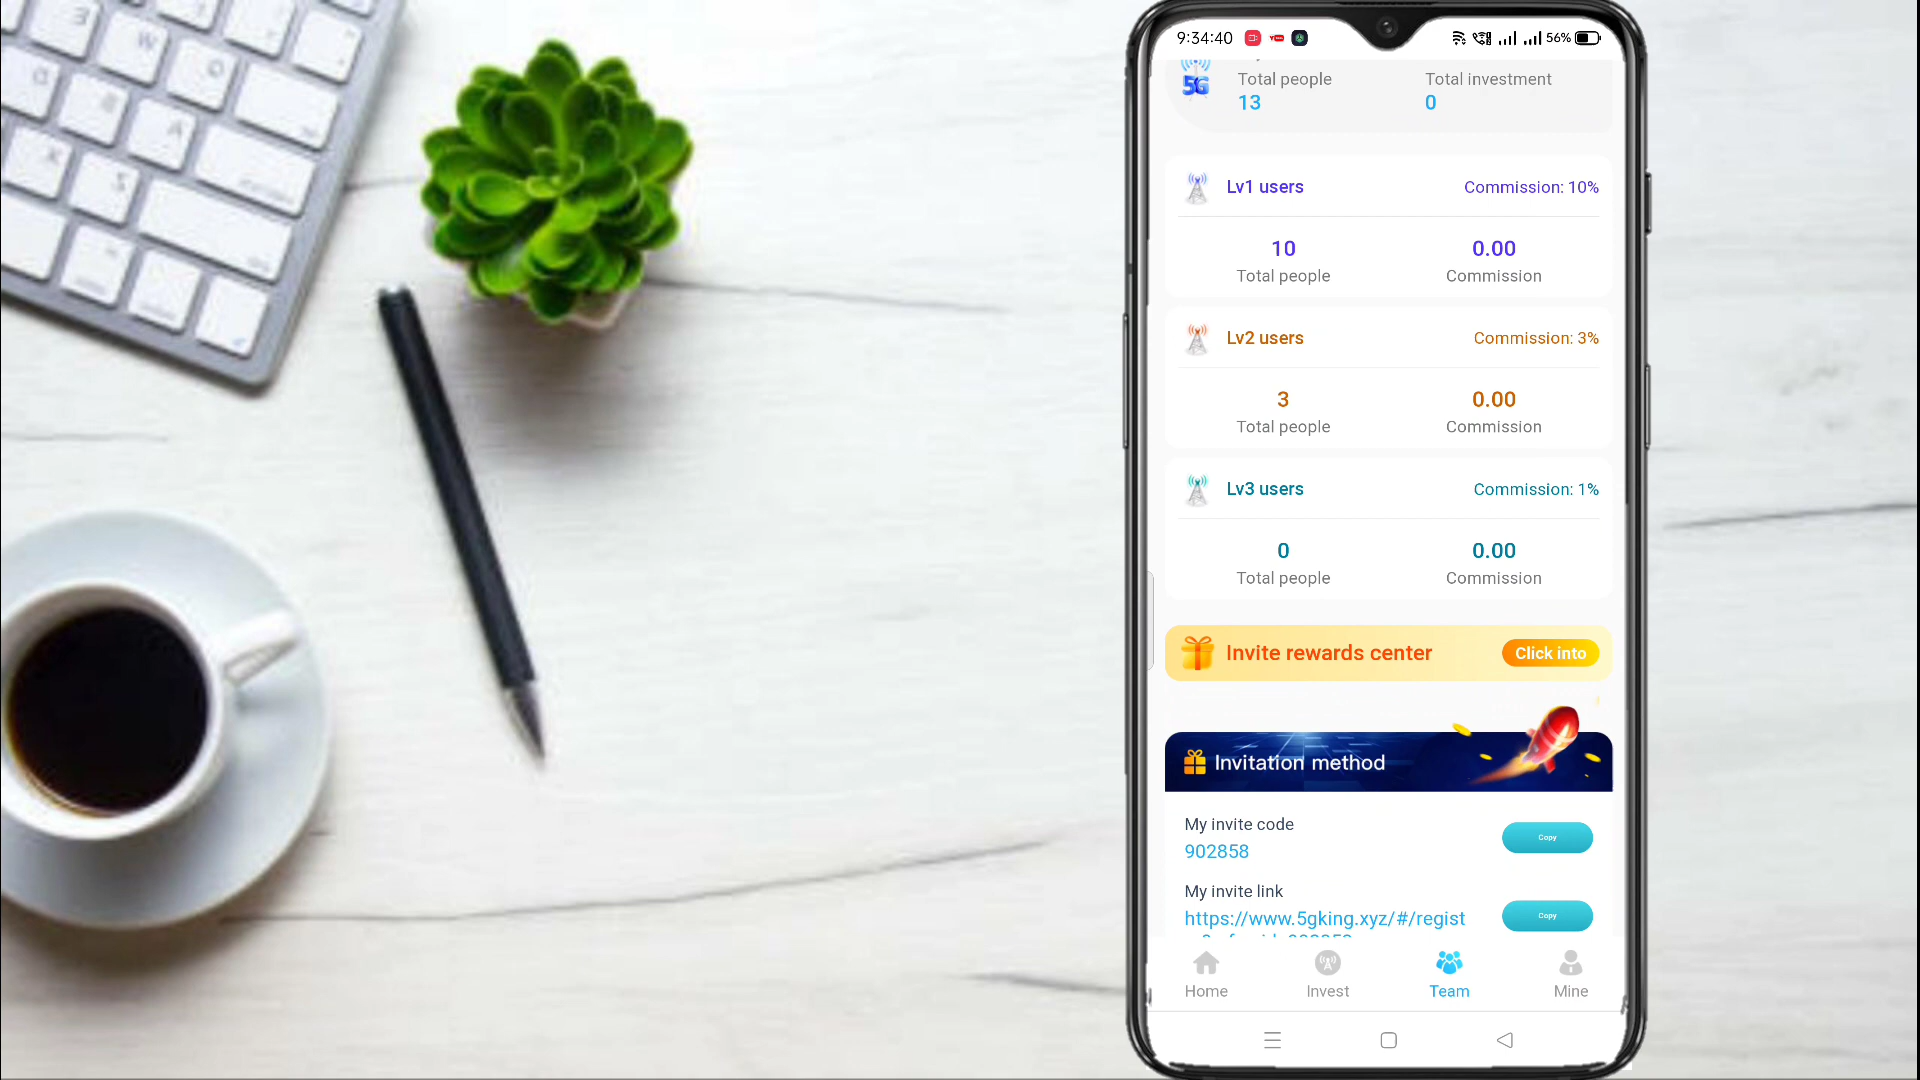 9:34:40
56%
5G
Total people
Total investment
13
0
Lv1 users
Commission: 10%
10
0.00
Total people
Commission
Lv2 users
Commission: 3%
3
0.00
Total people
Commission
Lv3 users
Commission: 1%
0
0.00
Total people
Commission
Invite rewards center
Click into
Invitation method
My invite code
902858
Copy
My invite link
https://www.5gking.xyz/#/regist
Copy
Home
Invest
Team
Mine